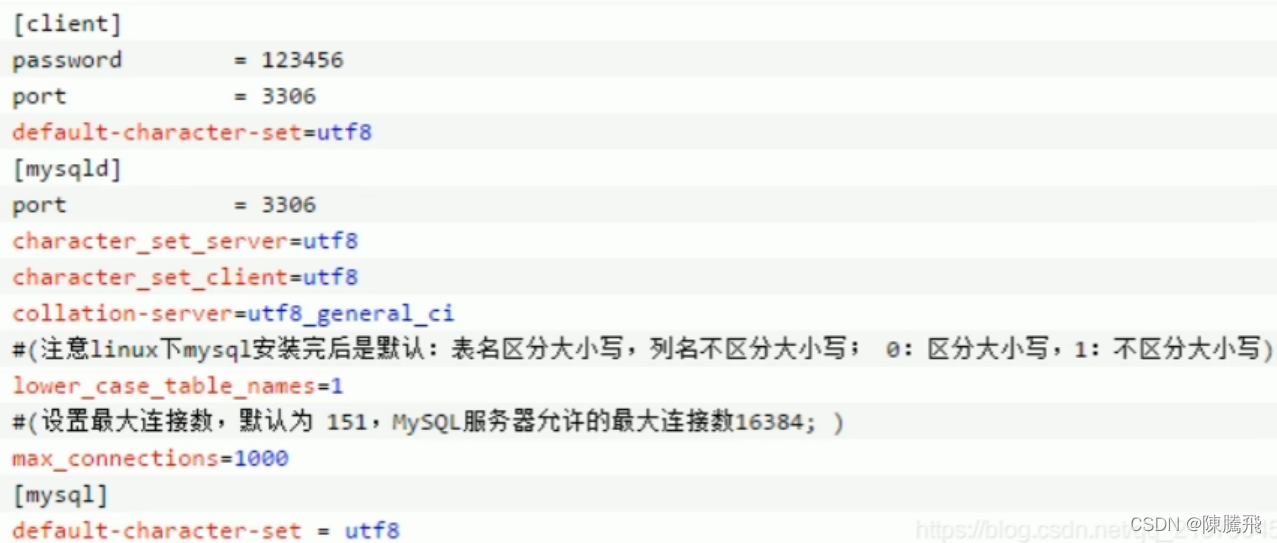 [client]
password        = 123456
port            = 3306
default-character-set=utf8
[mysqld]
port            = 3306
character_set_server=utf8
character_set_client=utf8
collation-server=utf8_general_ci
#(注意linux下mysql安装完后是默认：表名区分大小写，列名不区分大小写； 0：区分大小写，1：不区分大小写)
lower_case_table_names=1
#(设置最大连接数，默认为 151，MySQL服务器允许的最大连接数16384; )
max_connections=1000
[mysql]
default-character-set = utf8
https://blog.csdn.net/qq_
CSDN @陳騰飛